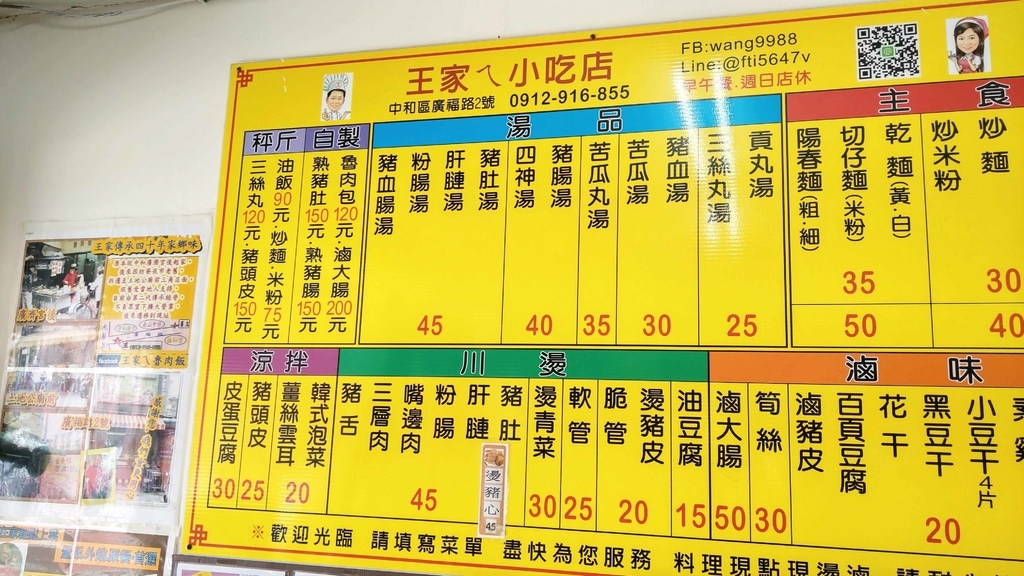 王家ㄟ小吃店
中和區廣福路2號 0912-916-855
FB:wang9988
Line:@fti5647v
早午餐.週日店休
秤斤 自製
魯肉包120元.滷大腸200元
熟豬肚150元.熟豬腸150元
油飯90元.炒麵.米粉75元
三絲丸120元.豬頭皮150元
湯品
貢丸湯
三絲丸湯
25
豬血湯
苦瓜湯
30
苦瓜丸湯
35
豬腸湯
四神湯
40
豬肚湯
肝腱湯
粉腸湯
豬血腸湯
45
主食
炒麵
炒米粉
30
40
乾麵(黃.白)
切仔麵(米粉)
陽春麵(粗.細)
35
50
涼拌
韓式泡菜
薑絲雲耳
20
豬頭皮
25
皮蛋豆腐
30
川燙
油豆腐
15
燙豬皮
脆管
20
軟管
25
燙青菜
30
豬肚
肝腱
粉腸
嘴邊肉
三層肉
豬舌
45
燙豬心
45
滷味
小豆干4片
黑豆干
花干
百頁豆腐
滷豬皮
20
筍絲
30
滷大腸
50
※歡迎光臨 請填寫菜單 盡快為您服務 料理現點現燙滷
王家傳承四十年家鄉味
facebook 王家ㄟ魯肉飯